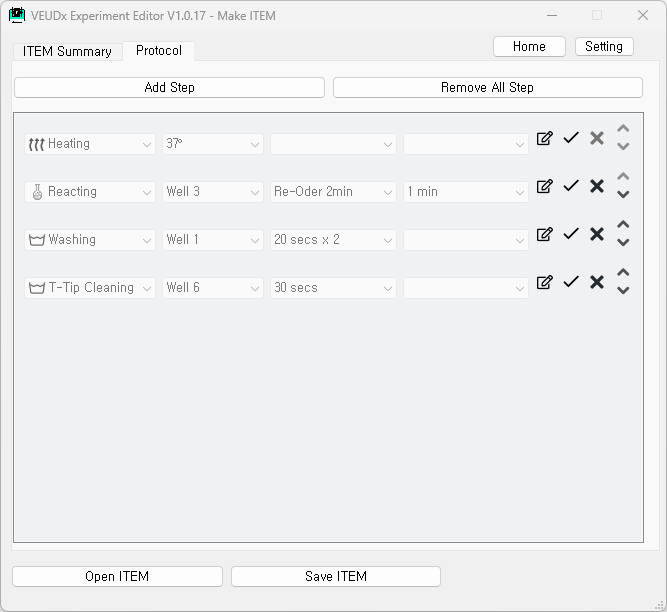 VEUDx Experiment Editor V1.0.17 - Make ITEM
ITEM Summary Protocol Home Setting
Add Step Remove All Step
Heating 37º
Reacting Well 3 Re-Oder 2min 1 min
Washing Well 1 20 secs x 2
T-Tip Cleaning Well 6 30 secs
Open ITEM Save ITEM